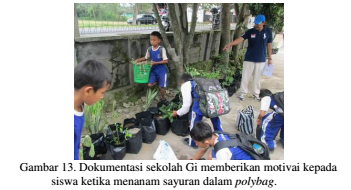 Gambar 13. Dokumentasi sekolah Gi memberikan motivai kepada
siswa ketika menanam sayuran dalam polybag.